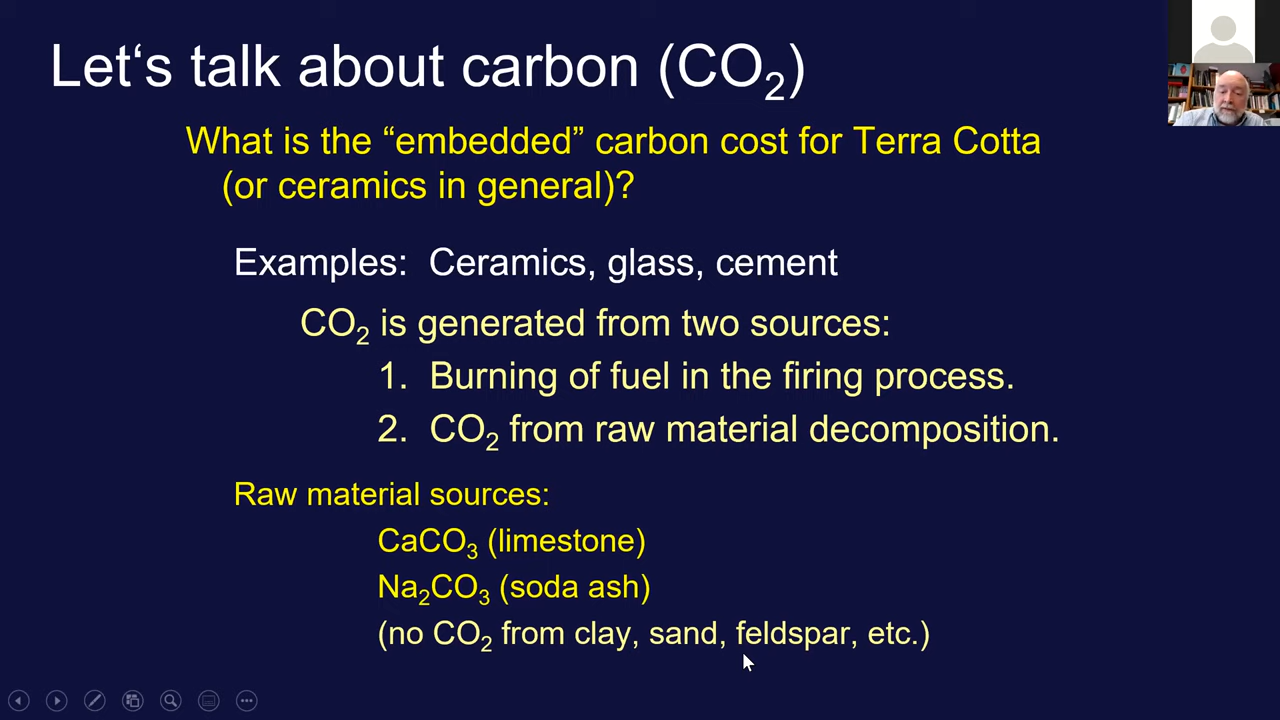 Let‘s talk about carbon (CO₂)
What is the “embedded” carbon cost for Terra Cotta
(or ceramics in general)?
Examples: Ceramics, glass, cement
CO₂ is generated from two sources:
1. Burning of fuel in the firing process.
2. CO₂ from raw material decomposition.
Raw material sources:
CaCO₃ (limestone)
Na₂CO₃ (soda ash)
(no CO₂ from clay, sand, feldspar, etc.)